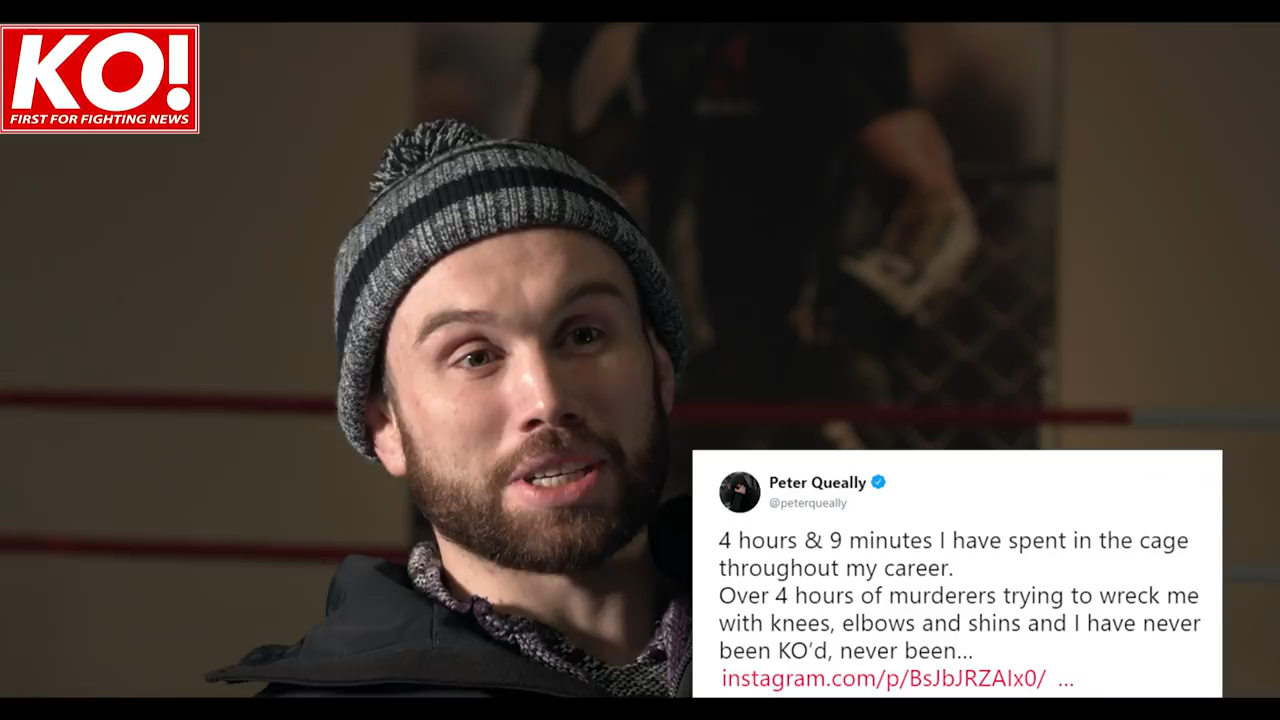 KO!
FIRST FOR FIGHTING NEWS
Peter Queally
@peterqueally
4 hours & 9 minutes I have spent in the cage
throughout my career.
Over 4 hours of murderers trying to wreck me
with knees, elbows and shins and I have never
been KO'd, never been...
instagram.com/p/BsJbJRZAIx0/ ...